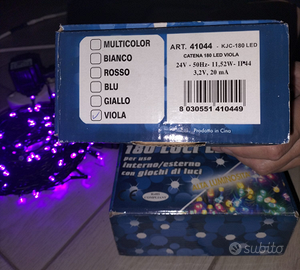 MULTICOLOR
BIANCO
ROSSO
BLU
GIALLO
VIOLA
ART. 41044 - KJC-180 LED
CATENA 180 LED VIOLA
24V - 50Hz- 11,52W- IP44
3,2V, 20 mA
8 030551 410449
Prodotto in Cina
180 Luci L
per uso
interno/esterno
con giochi di luci
subito